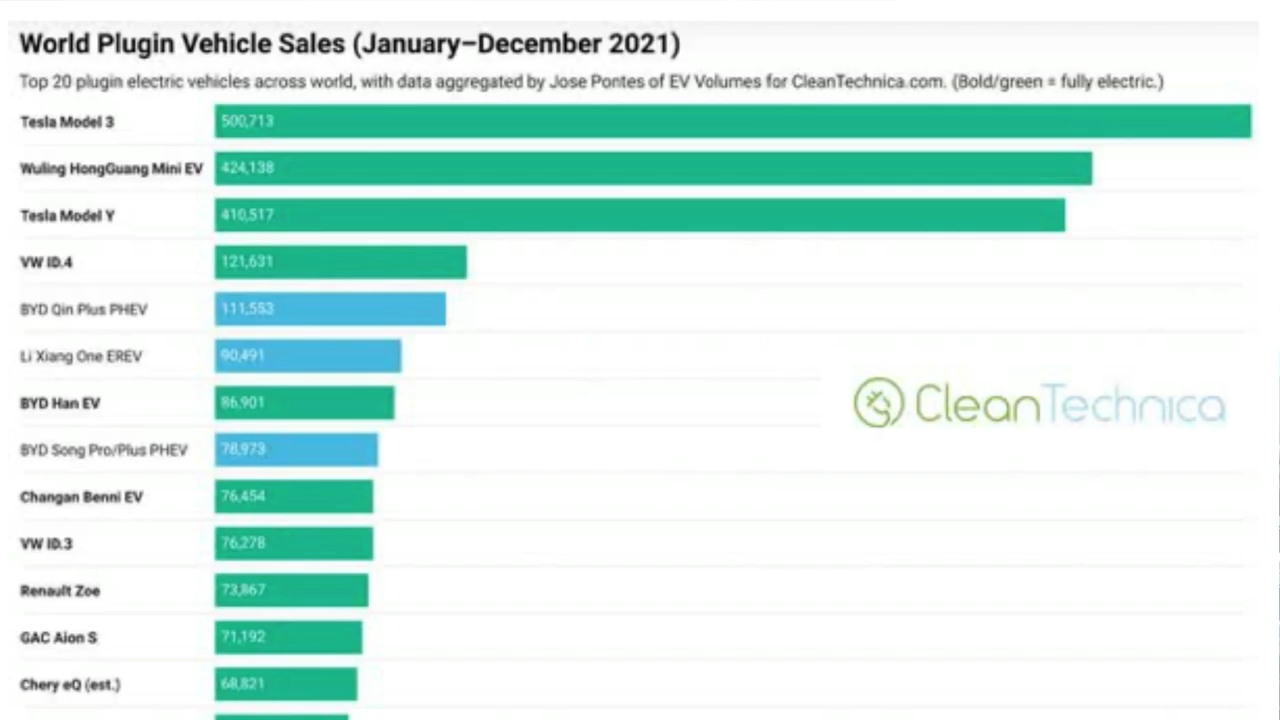 World Plugin Vehicle Sales (January–December 2021)
Top 20 plugin electric vehicles across world, with data aggregated by Jose Pontes of EV Volumes for CleanTechnica.com. (Bold/green = fully electric.)
Tesla Model 3 500,713
Wuling HongGuang Mini EV 424,138
Tesla Model Y 410,517
VW ID.4 121,631
BYD Qin Plus PHEV 111,553
Li Xiang One EREV 90,491
BYD Han EV 86,901
CleanTechnica
BYD Song Pro/Plus PHEV 78,973
Changan Benni EV 76,454
VW ID.3 76,278
Renault Zoe 73,867
GAC Aion S 71,192
Chery eQ (est.) 68,821